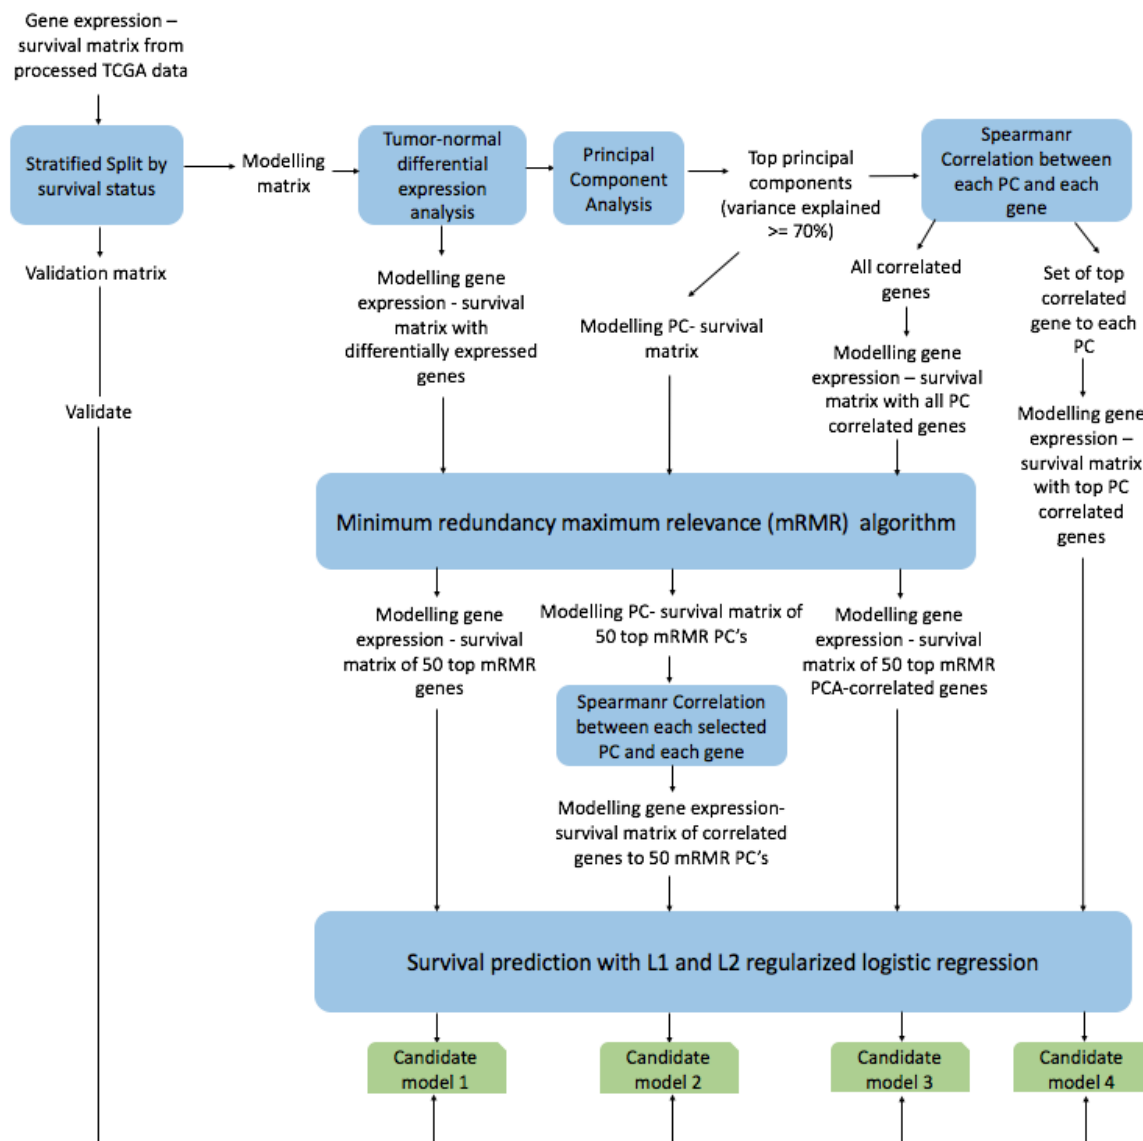 Gene expression –
survival matrix from
processed TCGA data
Stratified Split by
survival status
Modelling
matrix
Tumor-normal
differential
expression
analysis
Principal
Component
Analysis
Top principal
components
(variance explained
>= 70%)
Spearmanr
Correlation between
each PC and each
gene
Validation matrix
Modelling gene
expression - survival
matrix with
differentially expressed
genes
Modelling PC- survival
matrix
All correlated
genes
Set of top
correlated
gene to each
PC
Modelling gene
expression – survival
matrix with all PC
correlated genes
Validate
Modelling gene
expression –
survival matrix
with top PC
correlated
genes
Minimum redundancy maximum relevance (mRMR) algorithm
Modelling gene
expression - survival
matrix of 50 top mRMR
genes
Modelling PC- survival matrix of
50 top mRMR PC's
Modelling gene
expression - survival
matrix of 50 top mRMR
PCA-correlated genes
Spearmanr Correlation
between each selected
PC and each gene
Modelling gene expression-
survival matrix of correlated
genes to 50 mRMR PC's
Survival prediction with L1 and L2 regularized logistic regression
Candidate
model 1
Candidate
model 2
Candidate
model 3
Candidate
model 4